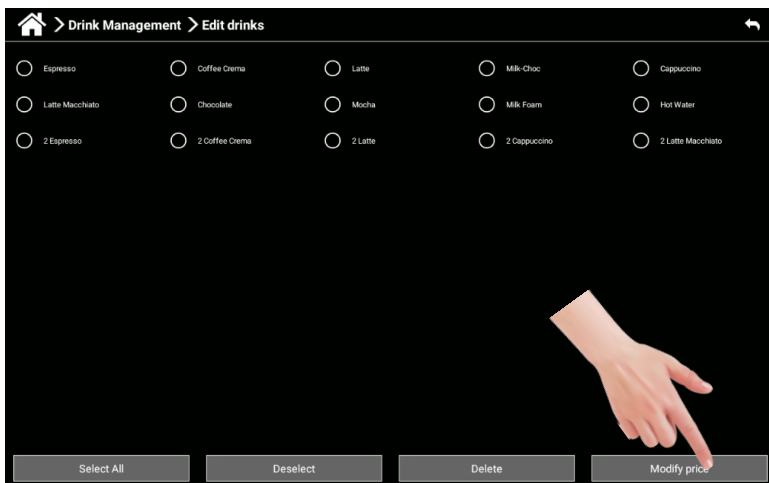 Drink Management Edit drinks
Espresso Coffee Crema Latte Milk-Choc Cappuccino
Latte Macchiato Chocolate Mocha Milk Foam Hot Water
2 Espresso 2 Coffee Crema 2 Latte 2 Cappuccino 2 Latte Macchiato
Select All Deselect Delete Modify price